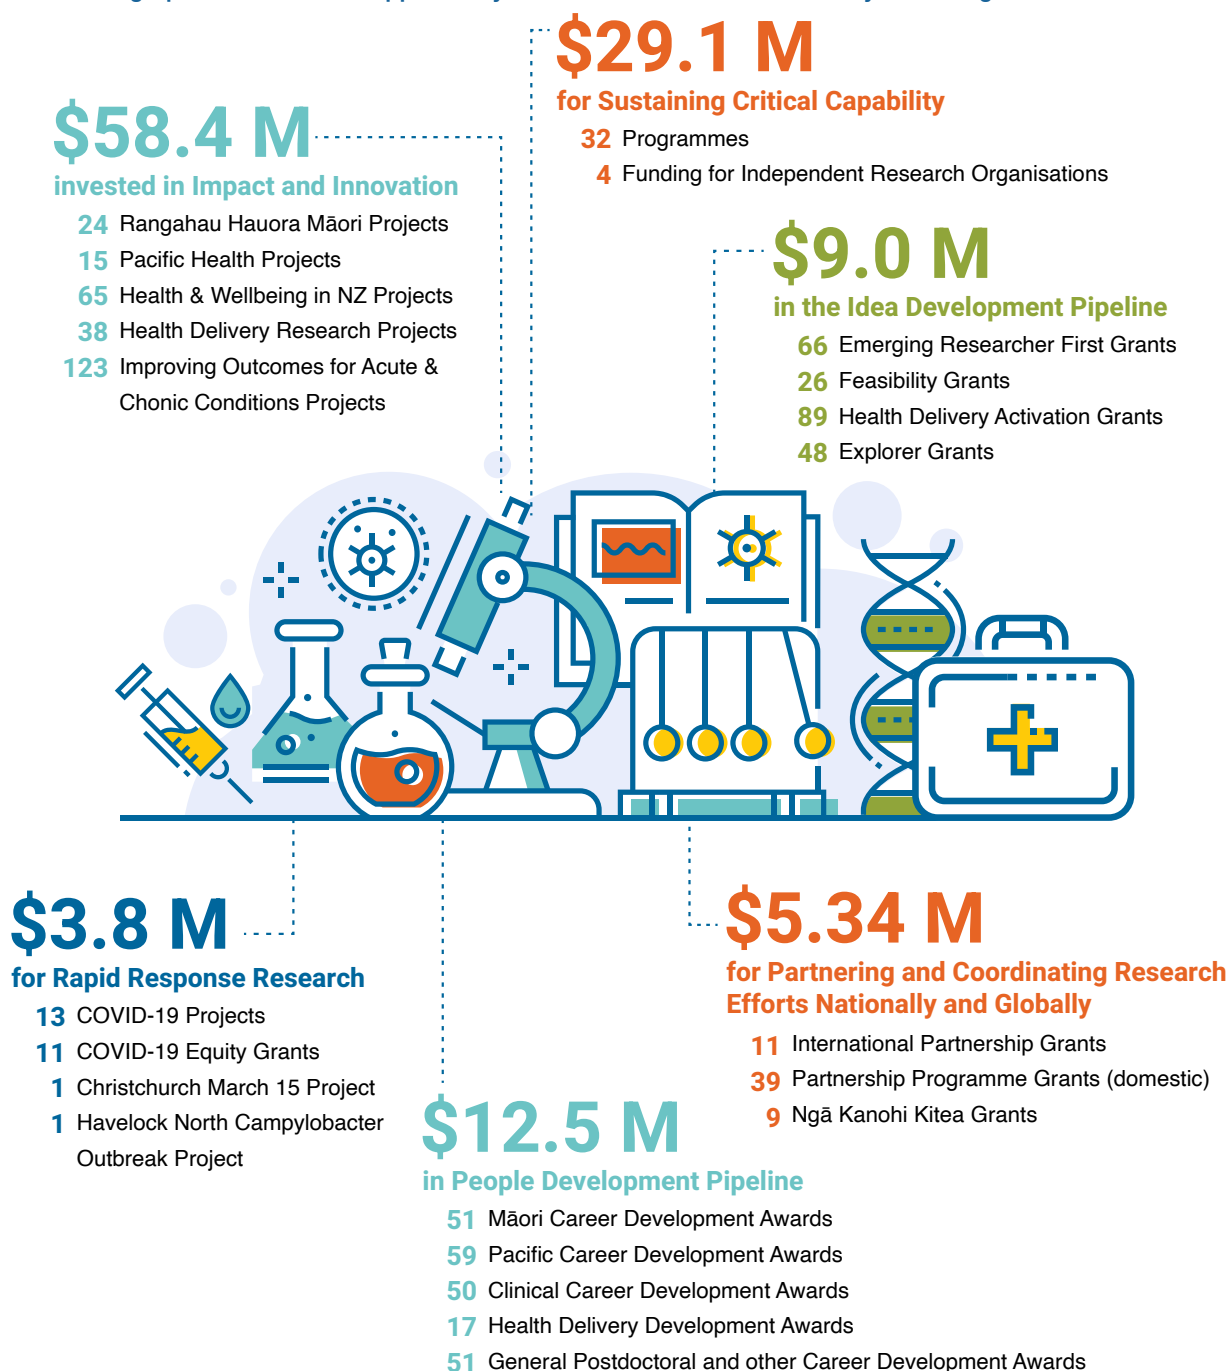 $29.1 M
for Sustaining Critical Capability
32 Programmes
4 Funding for Independent Research Organisations
$58.4 M
invested in Impact and Innovation
24 Rangahau Hauora Māori Projects
15 Pacific Health Projects
65 Health & Wellbeing in NZ Projects
38 Health Delivery Research Projects
123 Improving Outcomes for Acute &
Chonic Conditions Projects
$9.0 M
in the Idea Development Pipeline
66 Emerging Researcher First Grants
26 Feasibility Grants
89 Health Delivery Activation Grants
48 Explorer Grants
$3.8 M
for Rapid Response Research
13 COVID-19 Projects
11 COVID-19 Equity Grants
1 Christchurch March 15 Project
1 Havelock North Campylobacter
Outbreak Project
$5.34 M
for Partnering and Coordinating Research
Efforts Nationally and Globally
11 International Partnership Grants
39 Partnership Programme Grants (domestic)
9 Ngā Kanohi Kitea Grants
$12.5 M
in People Development Pipeline
51 Māori Career Development Awards
59 Pacific Career Development Awards
50 Clinical Career Development Awards
17 Health Delivery Development Awards
51 General Postdoctoral and other Career Development Awards